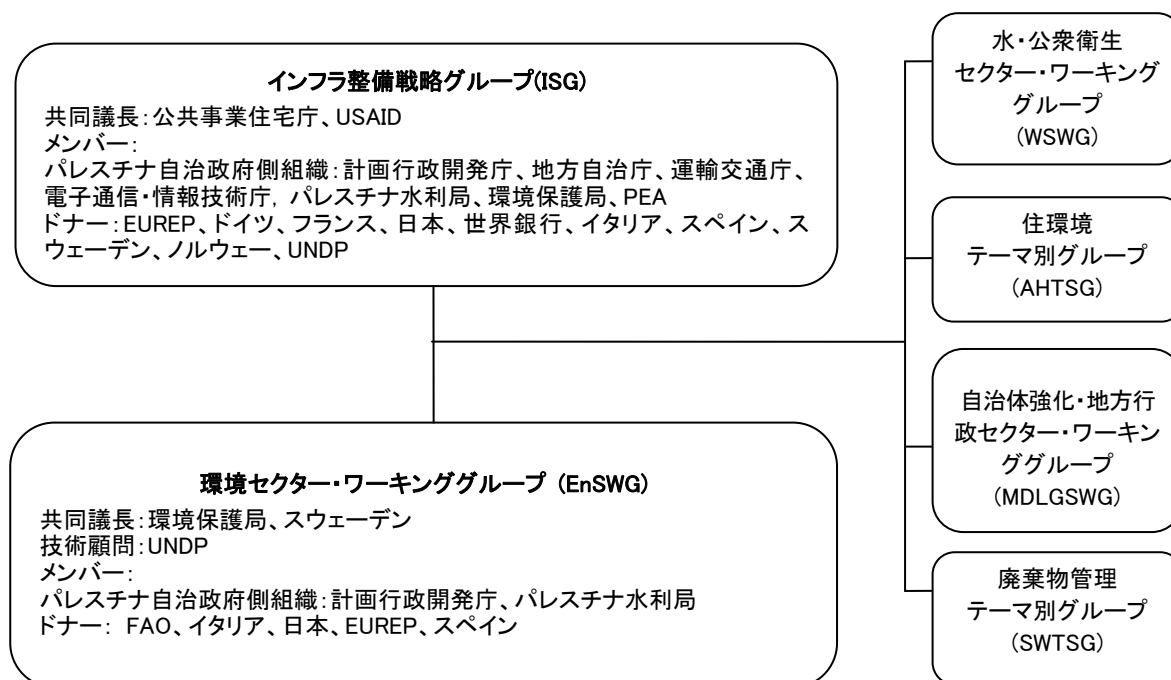 インフラ整備戦略グループ(ISG)
共同議長：公共事業住宅庁、USAID
メンバー：
パレスチナ自治政府側組織：計画行政開発庁、地方自治庁、運輸交通庁、
電子通信・情報技術庁, パレスチナ水利局、環境保護局、PEA
ドナー：EUREP、ドイツ、フランス、日本、世界銀行、イタリア、スペイン、ス
ウェーデン、ノルウェー、UNDP
環境セクター・ワーキンググループ (EnSWG)
共同議長：環境保護局、スウェーデン
技術顧問：UNDP
メンバー：
パレスチナ自治政府側組織：計画行政開発庁、パレスチナ水利局
ドナー： FAO、イタリア、日本、EUREP、スペイン
水・公衆衛生
セクター・ワーキング
グループ
(WSWG)
住環境
テーマ別グループ
(AHTSG)
自治体強化・地方行
政セクター・ワーキン
ググループ
(MDLGSWG)
廃棄物管理
テーマ別グループ
(SWTSG)